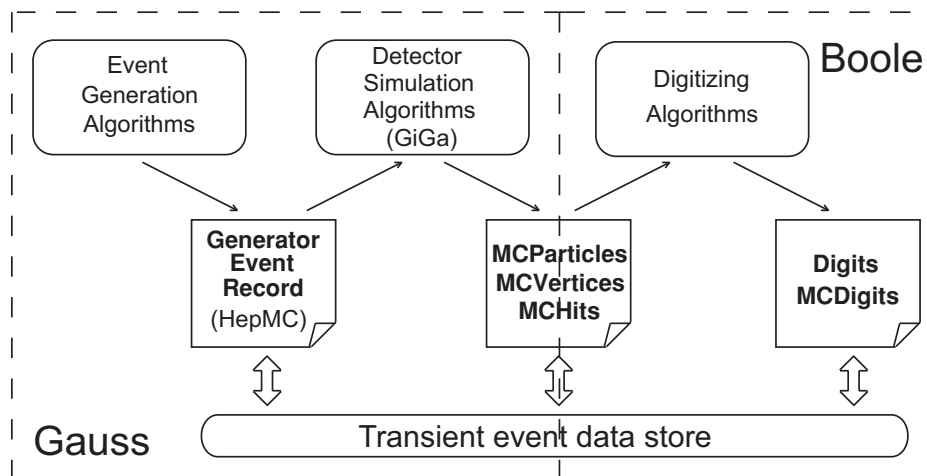 Event
Generation
Algorithms
Detector
Simulation
Algorithms
(GiGa)
Digitizing
Algorithms
Boole
Generator
Event
Record
(HepMC)
MCParticles
MCVertices
MCHits
Digits
MCDigits
Gauss
Transient event data store